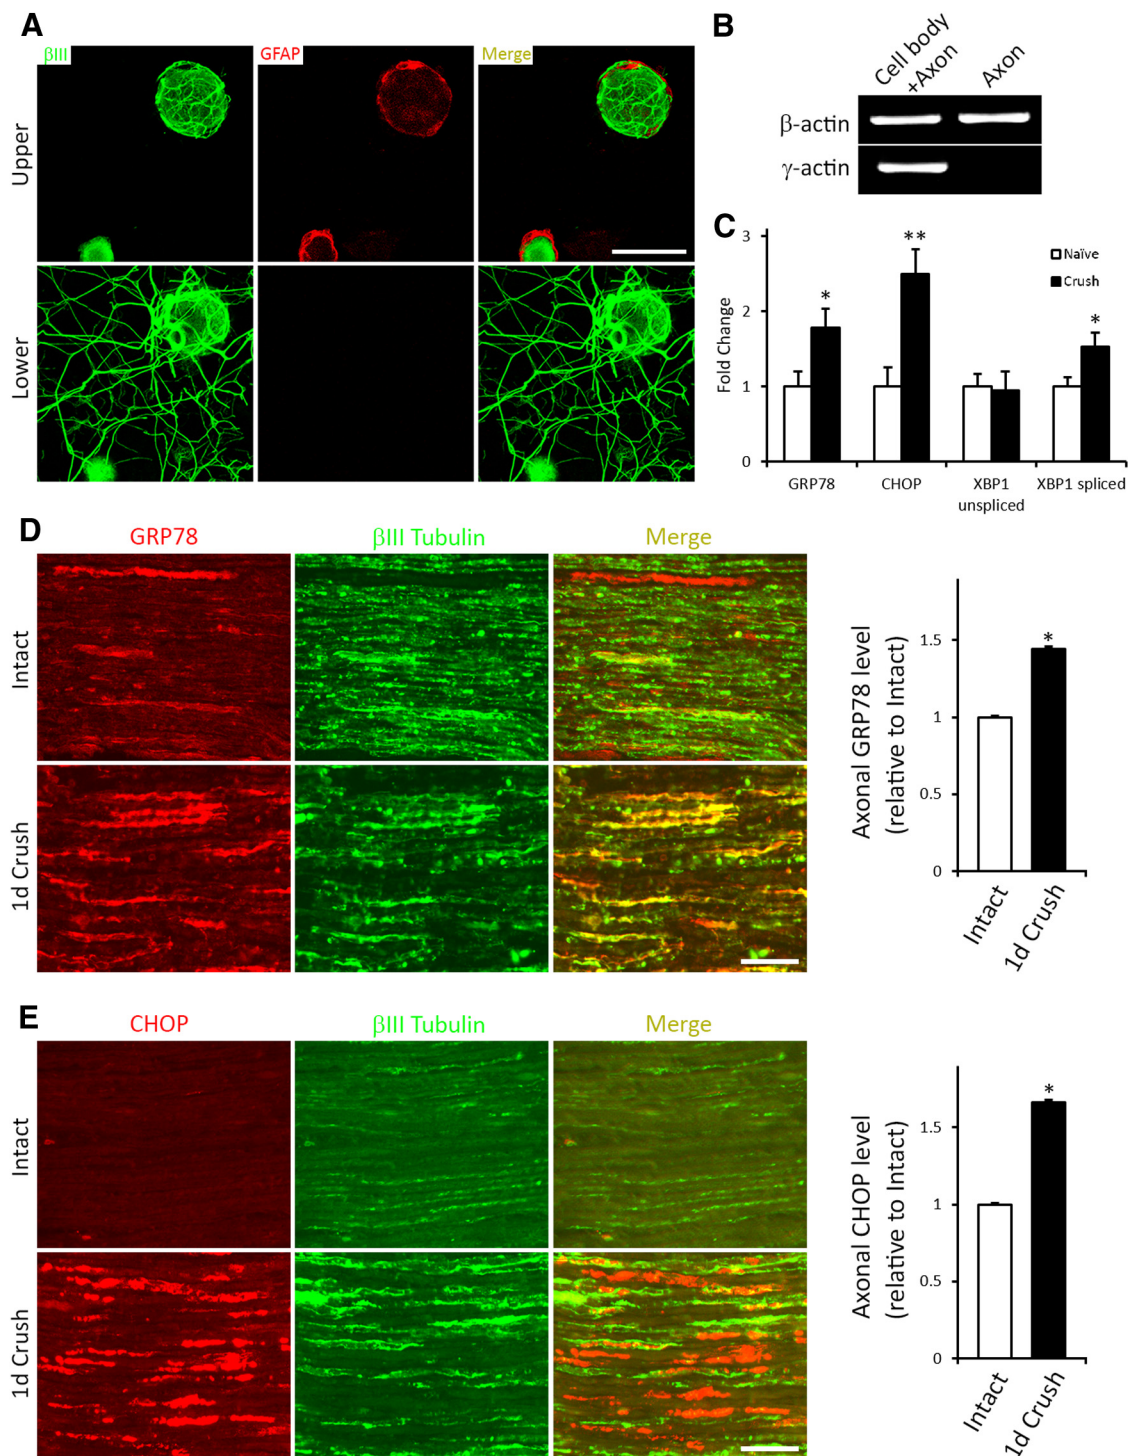 A
βIII
GFAP
Merge
Upper
Lower
B
Cell body
+Axon
Axon
β-actin
γ-actin
C
3
2
1
0
Fold Change
Naïve
Crush
*
**
*
GRP78
CHOP
XBP1
unspliced
XBP1 spliced
D
GRP78
βIII Tubulin
Merge
Intact
1d Crush
Axonal GRP78 level
(relative to Intact)
1.5
1
0.5
0
*
Intact
1d Crush
E
CHOP
βIII Tubulin
Merge
Intact
1d Crush
Axonal CHOP level
(relative to Intact)
1.5
1
0.5
0
*
Intact
1d Crush